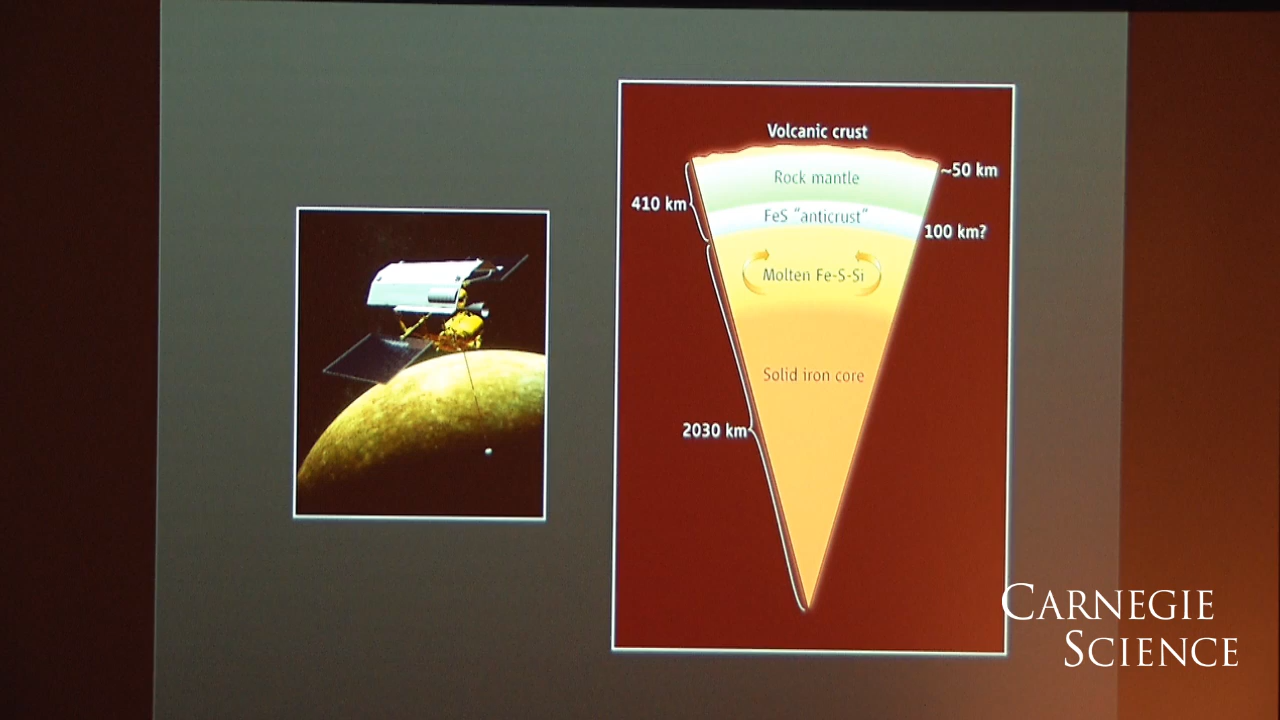 Volcanic crust
~50 km
Rock mantle
410 km
FeS “anticrust”
100 km?
Molten Fe-S-Si
Solid iron core
2030 km
CARNEGIE
SCIENCE